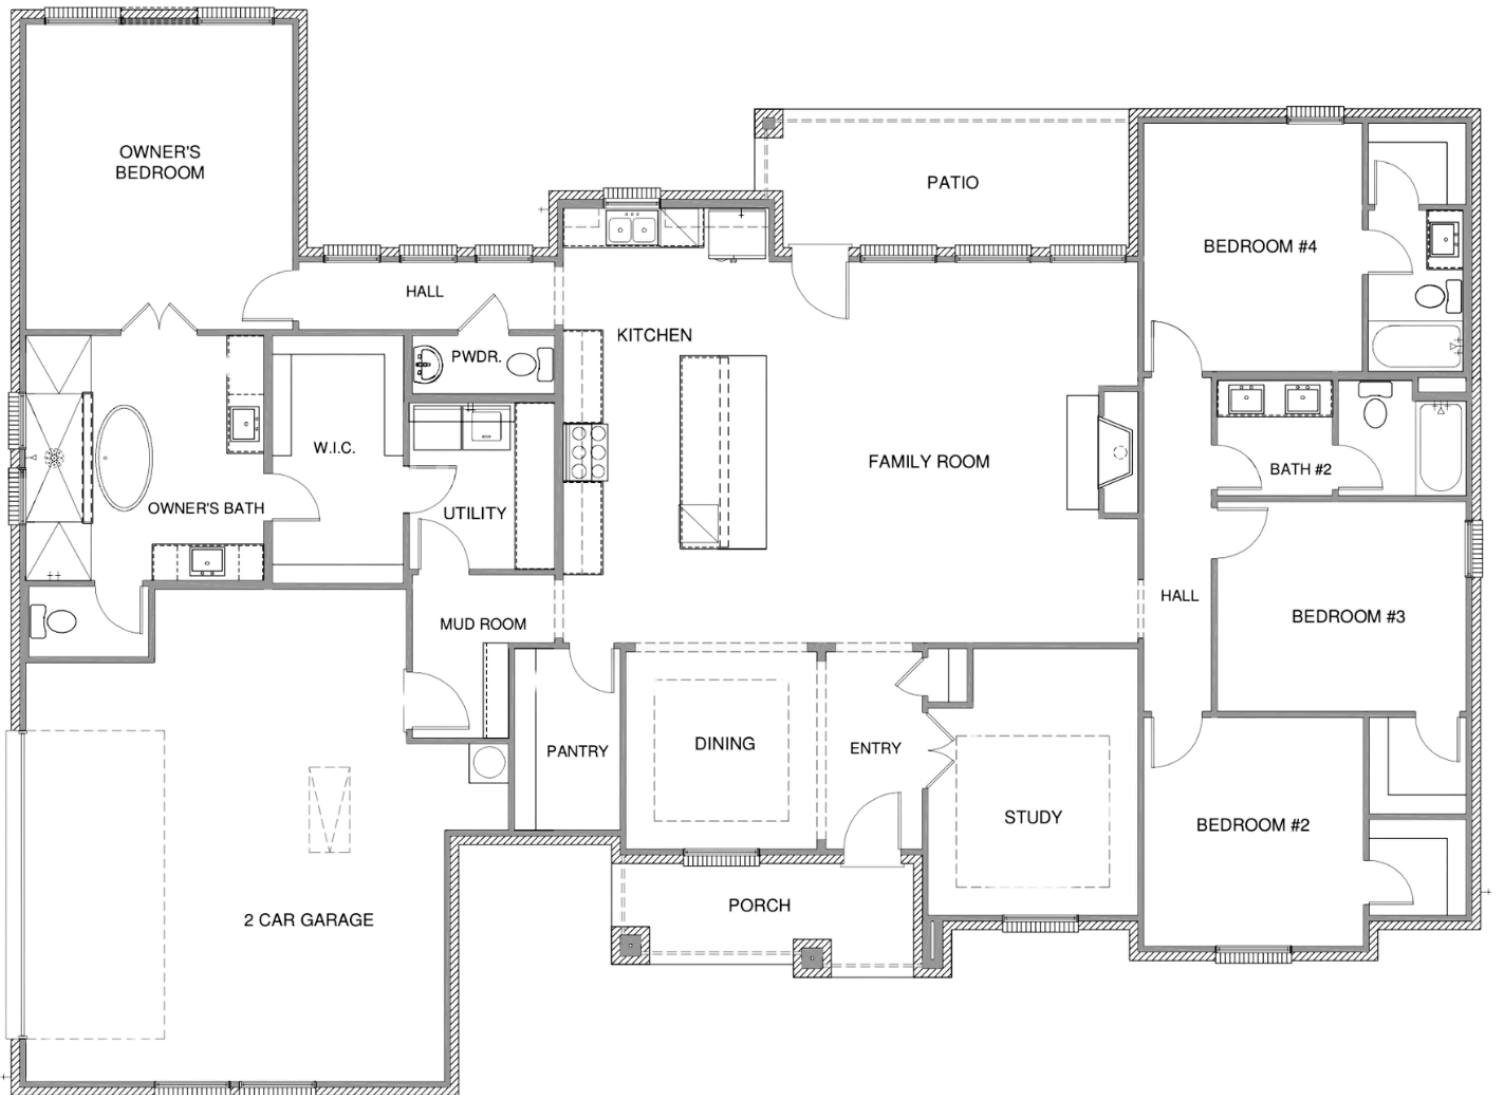 OWNER'S
BEDROOM
PATIO
BEDROOM #4
HALL
KITCHEN
PWDR.
W.I.C.
FAMILY ROOM
BATH #2
OWNER'S BATH
UTILITY
HALL
BEDROOM #3
MUD ROOM
PANTRY
DINING
ENTRY
STUDY
BEDROOM #2
PORCH
2 CAR GARAGE